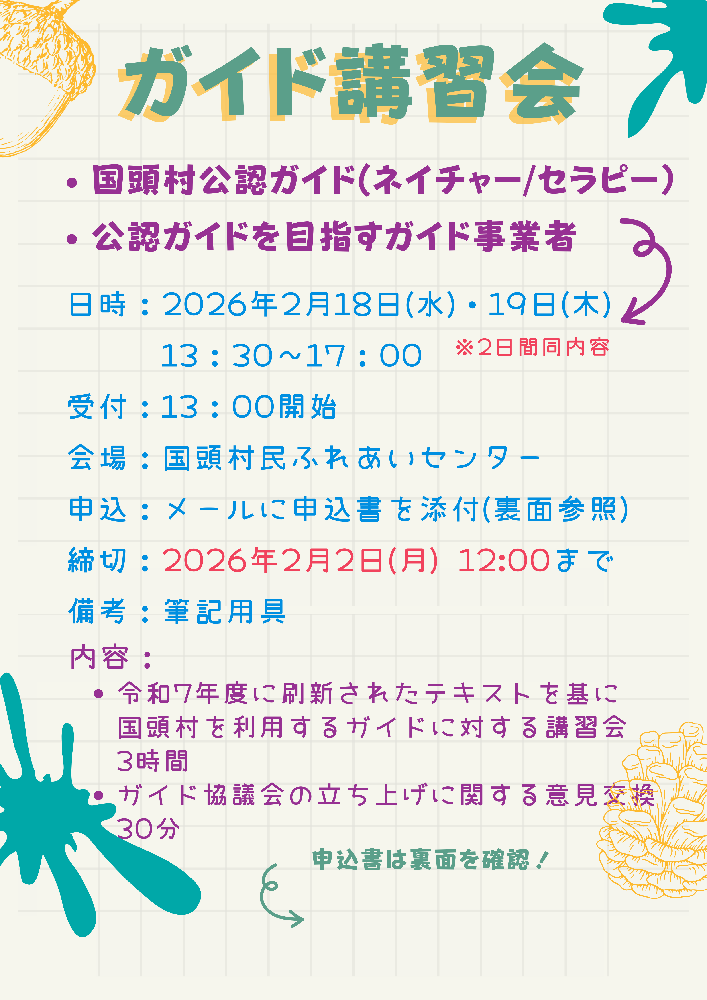 ガイド講習会
• 国頭村公認ガイド(ネイチャー/セラピー)
• 公認ガイドを目指すガイド事業者
日時：2026年2月18日(水)・19日(木)
13：30～17：00 ※2日間同内容
受付：13：00開始
会場：国頭村民ふれあいセンター
申込：メールに申込書を添付(裏面参照)
締切：2026年2月2日(月) 12:00まで
備考：筆記用具
内容：
• 令和7年度に刷新されたテキストを基に
国頭村を利用するガイドに対する講習会
3時間
• ガイド協議会の立ち上げに関する意見交換
30分
申込書は裏面を確認！